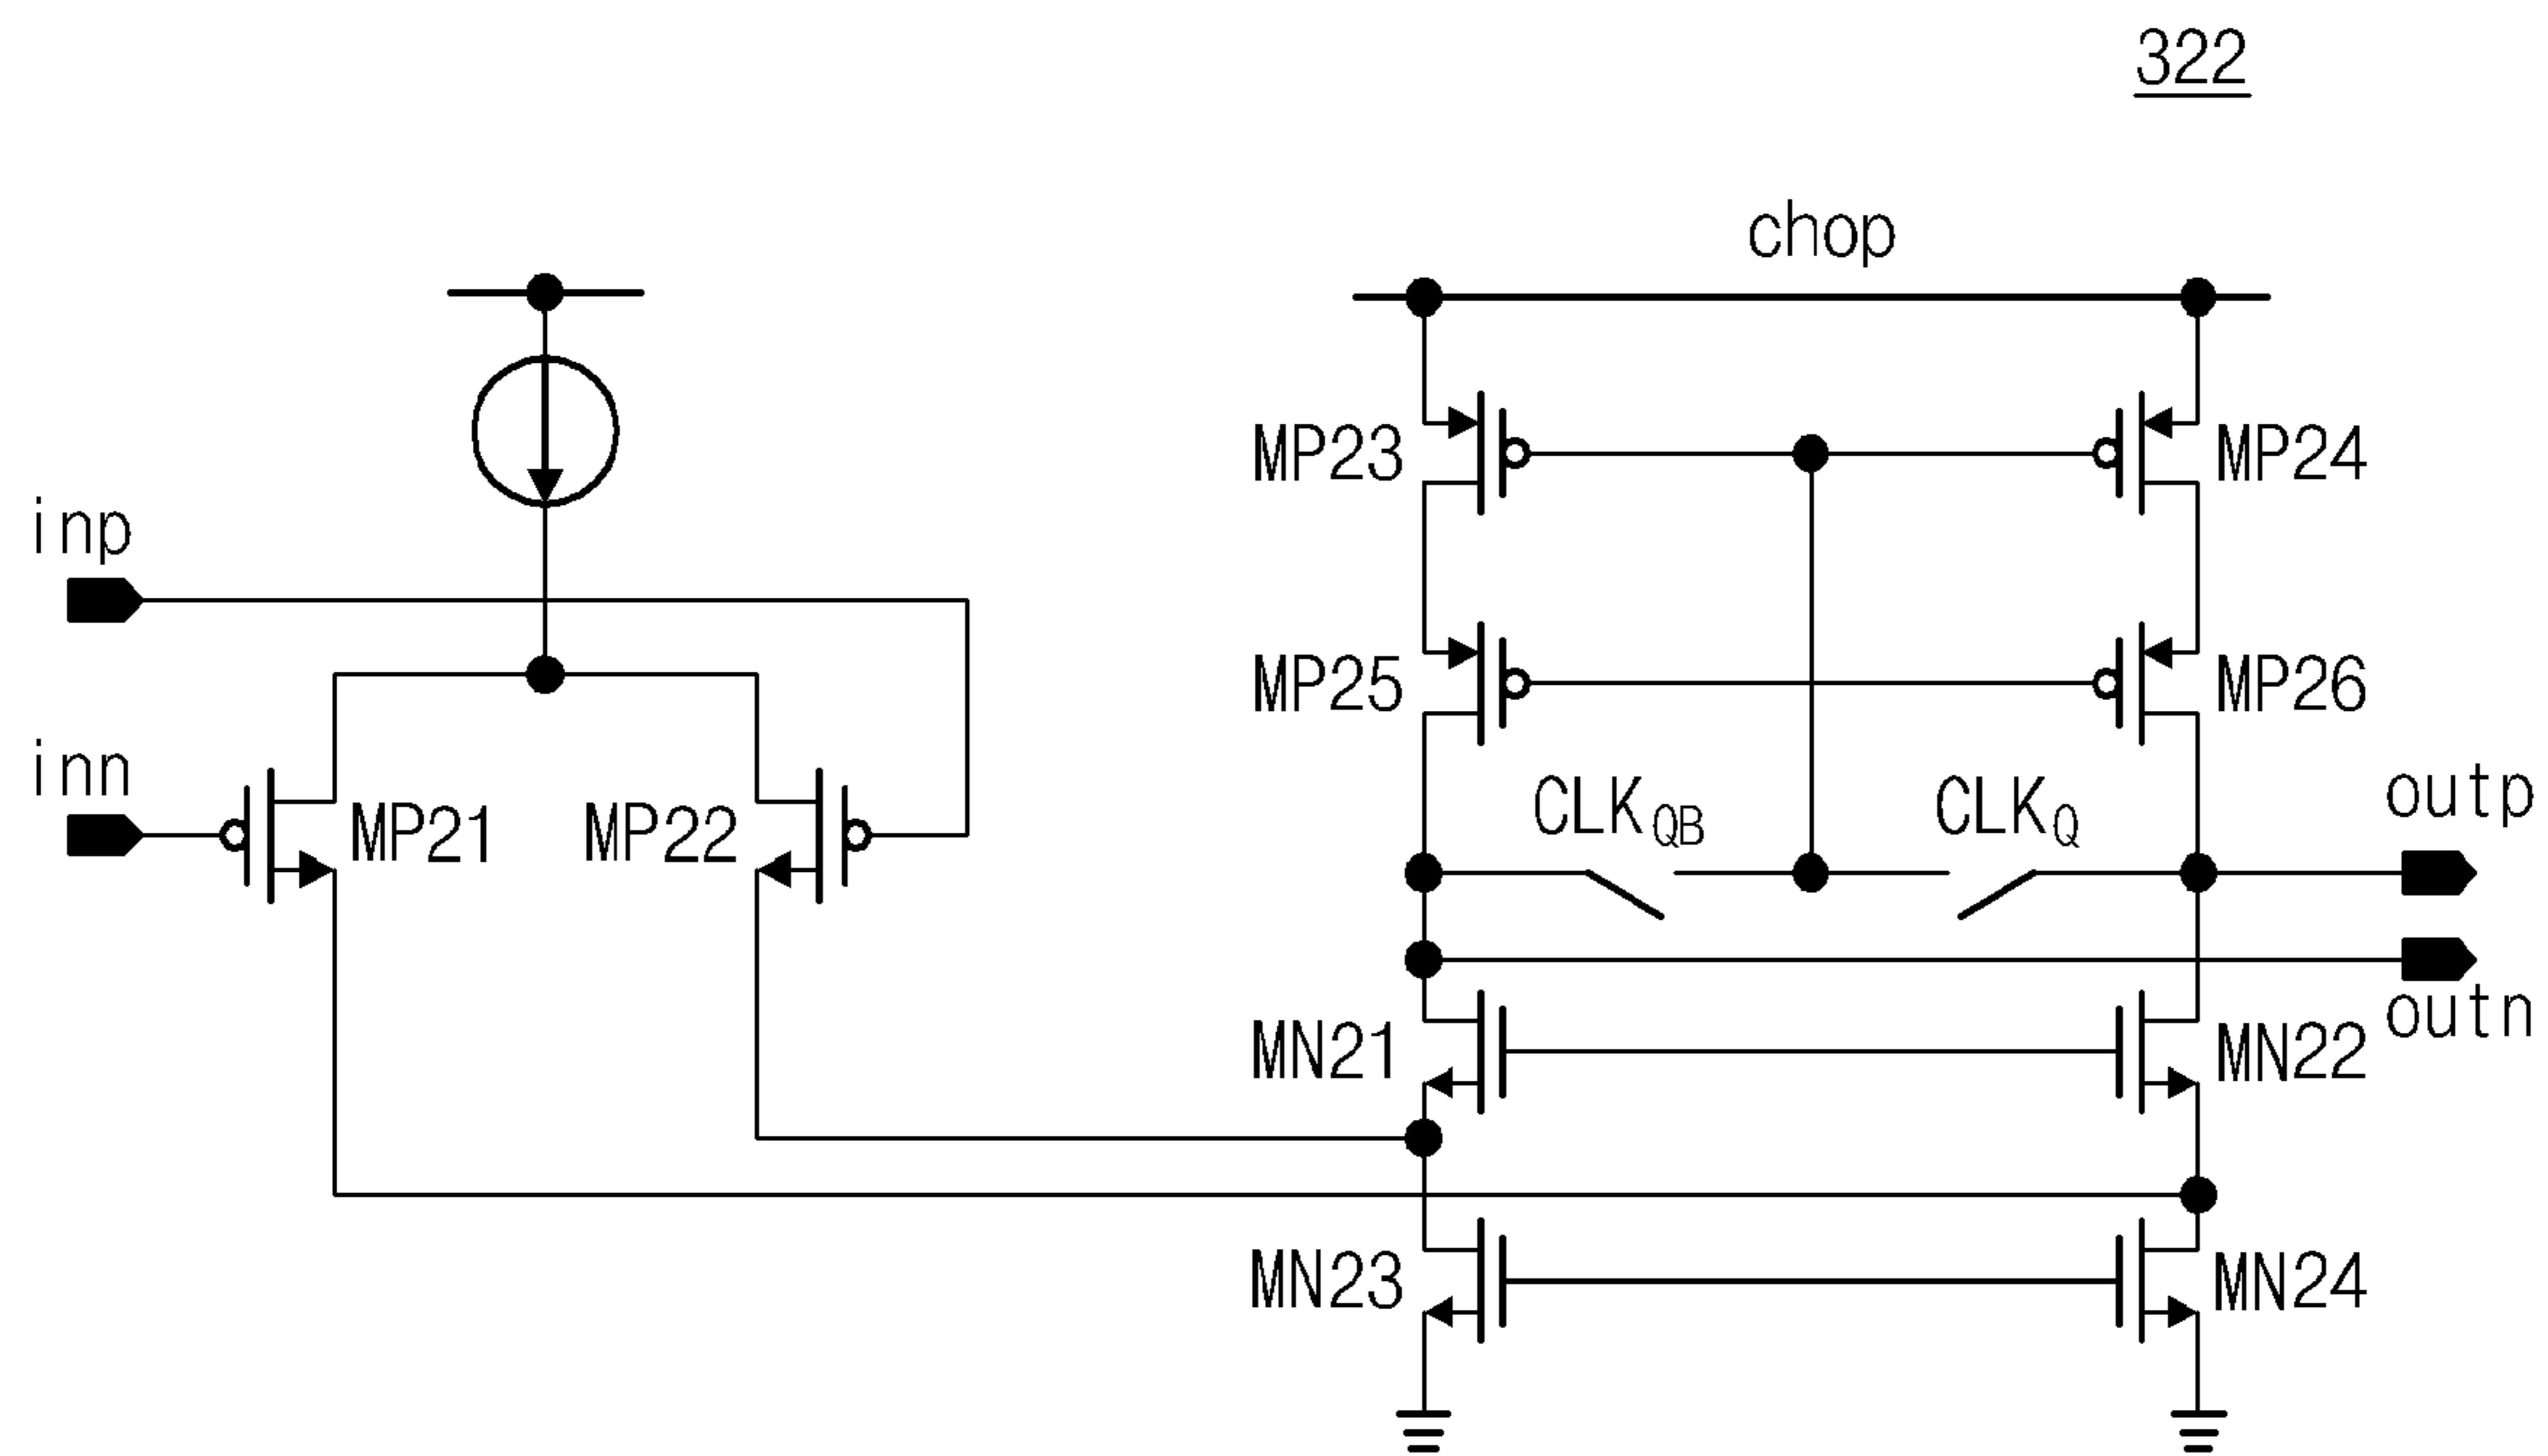 322
chop
MP23
MP24
inp
MP25
MP26
inn
MP21
MP22
CLKQB
CLKQ
outp
outn
MN21
MN22
MN23
MN24